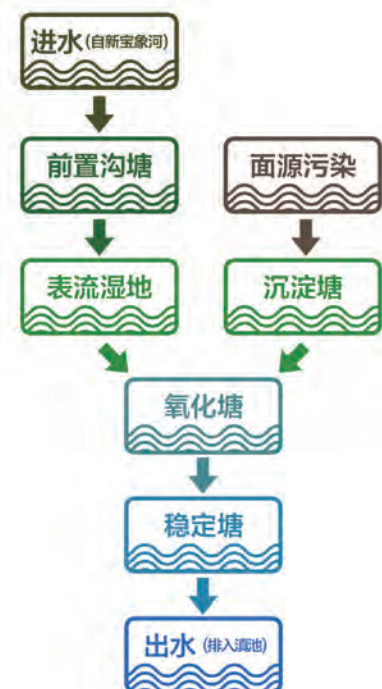 进水(自新宝象河)
前置沟塘
面源污染
表流湿地
沉淀塘
氧化塘
稳定塘
出水 (排入滇池)